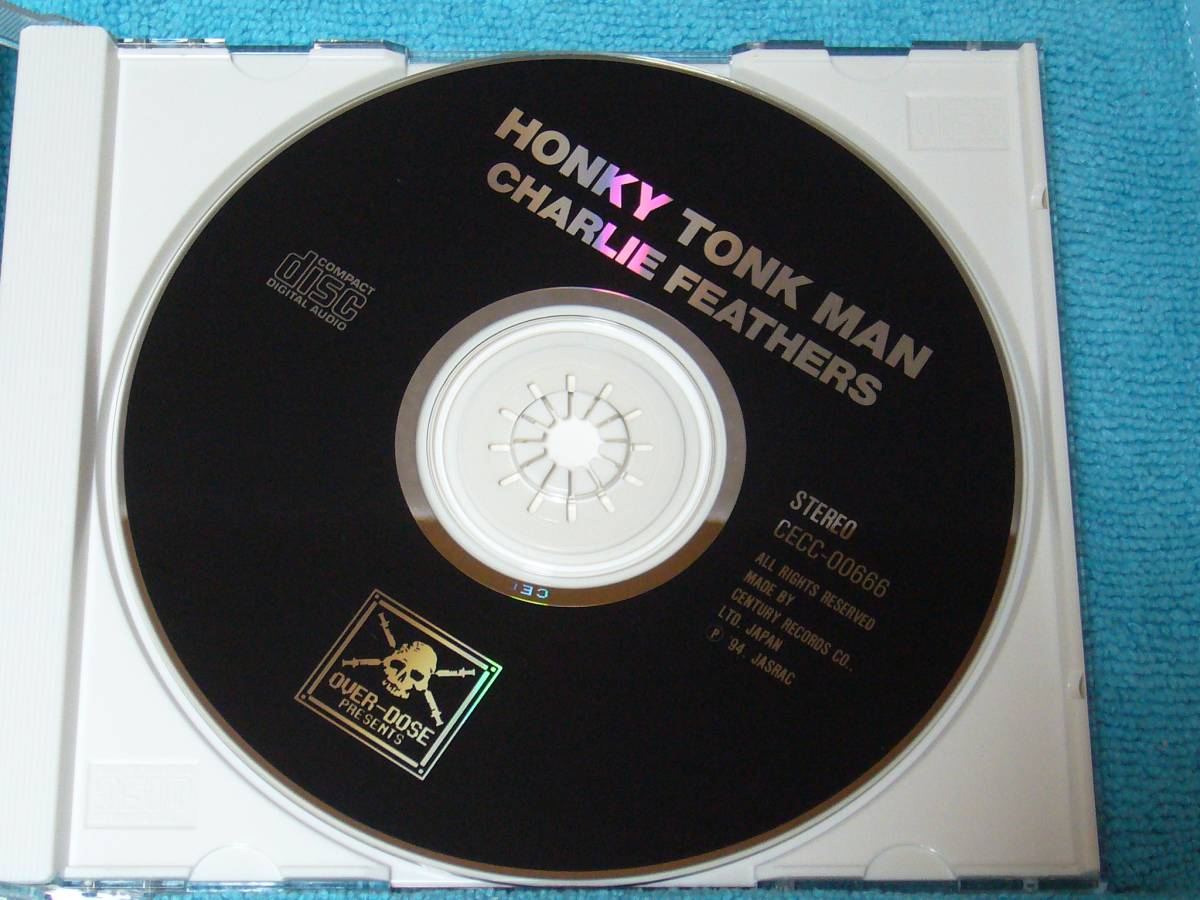 HONKY TONK MAN
CHARLIE FEATHERS
COMPACT
disc
DIGITAL AUDIO
STEREO
CECC-00666
ALL RIGHTS RESERVED
MADE BY
CENTURY RECORDS CO.,
LTD. JAPAN
Ⓟ '94 JASRAC
OVER-DOSE
PRESENTS